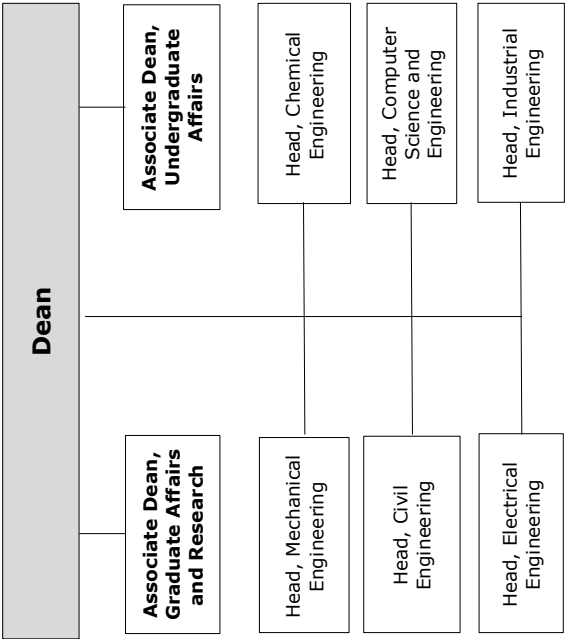 Dean
Associate Dean,
Graduate Affairs
and Research
Associate Dean,
Undergraduate
Affairs
Head, Mechanical
Engineering
Head, Chemical
Engineering
Head, Civil
Engineering
Head, Computer
Science and
Engineering
Head, Electrical
Engineering
Head, Industrial
Engineering